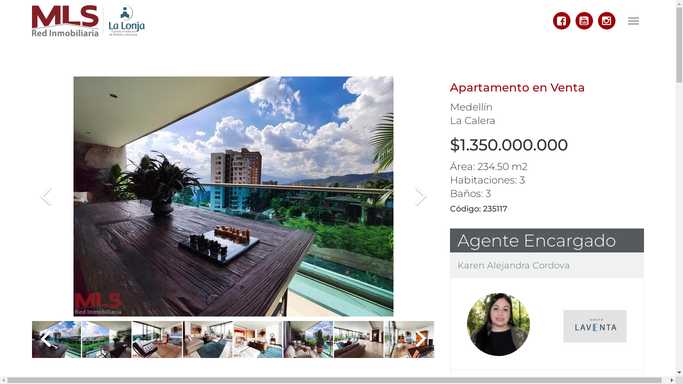 MLS
Red Inmobiliaria
La Lonja
Apartamento en Venta
Medellín
La Calera
$1.350.000.000
Área: 234.50 m2
Habitaciones: 3
Baños: 3
Código: 235117
Agente Encargado
Karen Alejandra Cordova
MLS
Red Inmobiliaria
LAVENTA